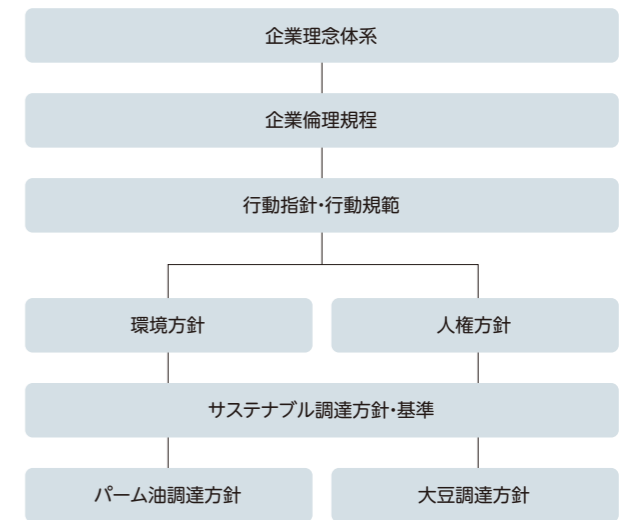 企業理念体系
企業倫理規程
行動指針・行動規範
環境方針
人権方針
サステナブル調達方針・基準
パーム油調達方針
大豆調達方針